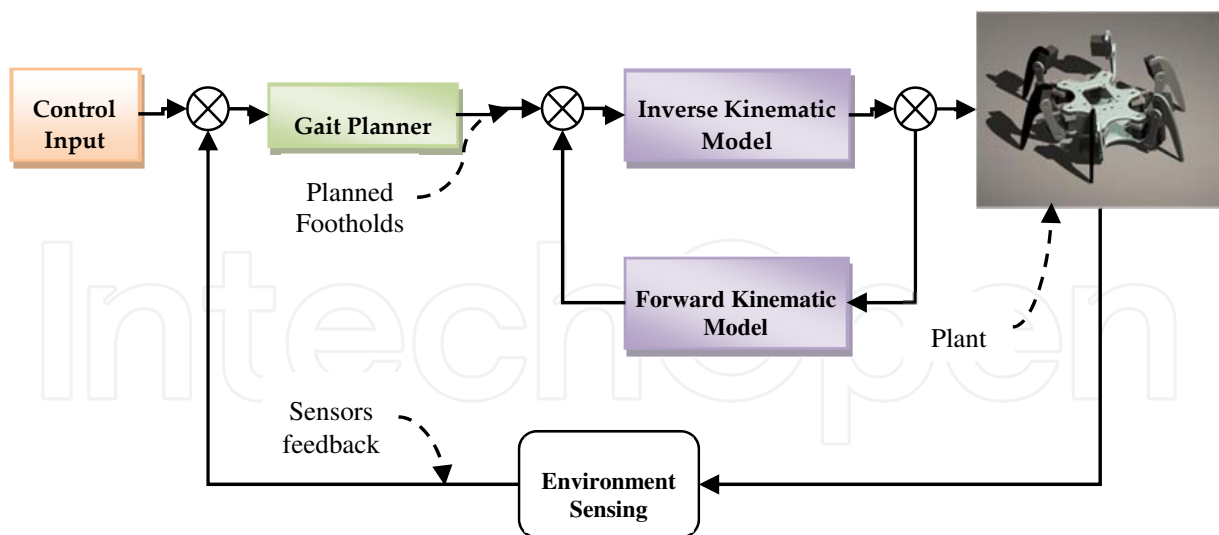 Control
Input
Gait Planner
Inverse Kinematic
Model
Planned
Footholds
Forward Kinematic
Model
Plant
Sensors
feedback
Environment
Sensing
IntechOpen